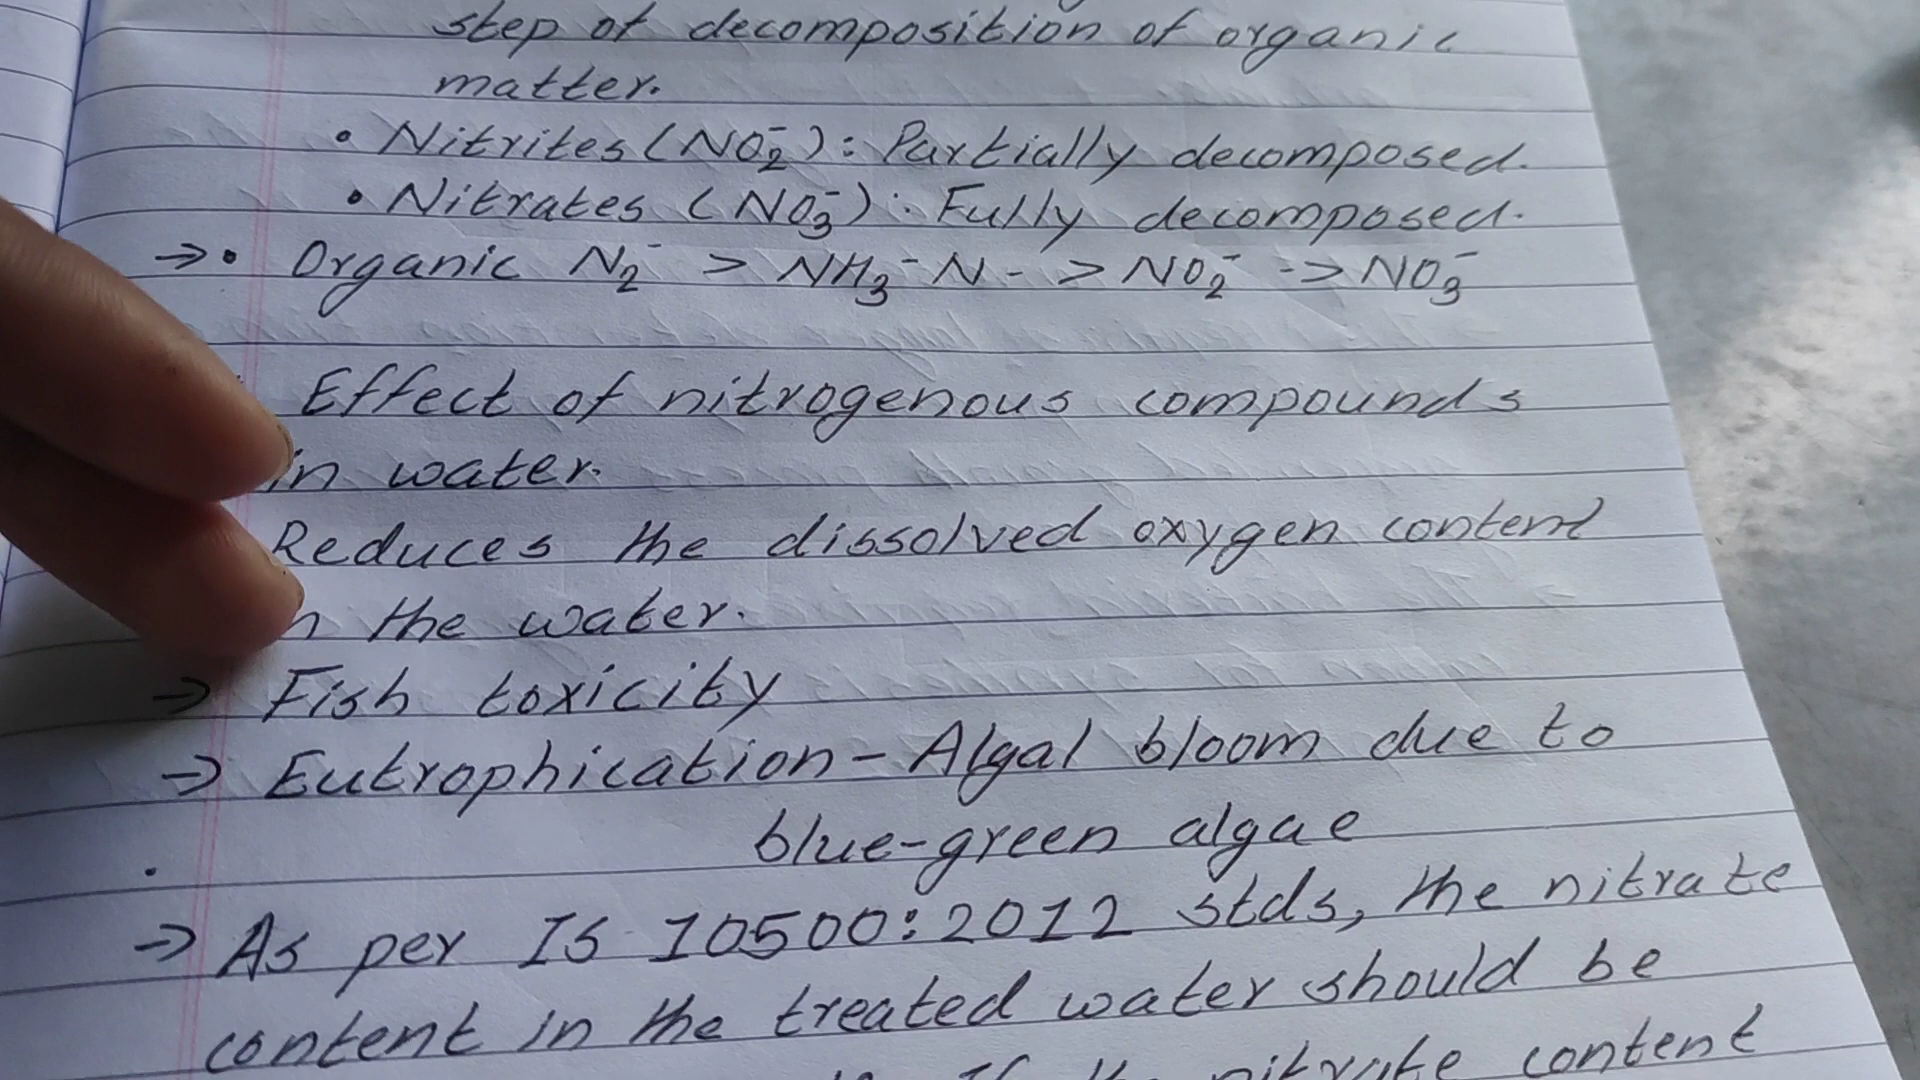 step of decomposition of organic
matter.
• Nitrites (NO₂⁻): Partially decomposed.
• Nitrates (NO₃⁻): Fully decomposed.
→• Organic N₂⁻ > NH₃-N-> NO₂⁻ -> NO₃⁻
Effect of nitrogenous compounds
in water.
Reduces the dissolved oxygen content
n the water.
→ Fish toxicity
→ Eutrophication - Algal bloom due to
blue-green algae
→ As per IS 10500:2012 stds, the nitrate
content in the treated water should be
If the nitrate content